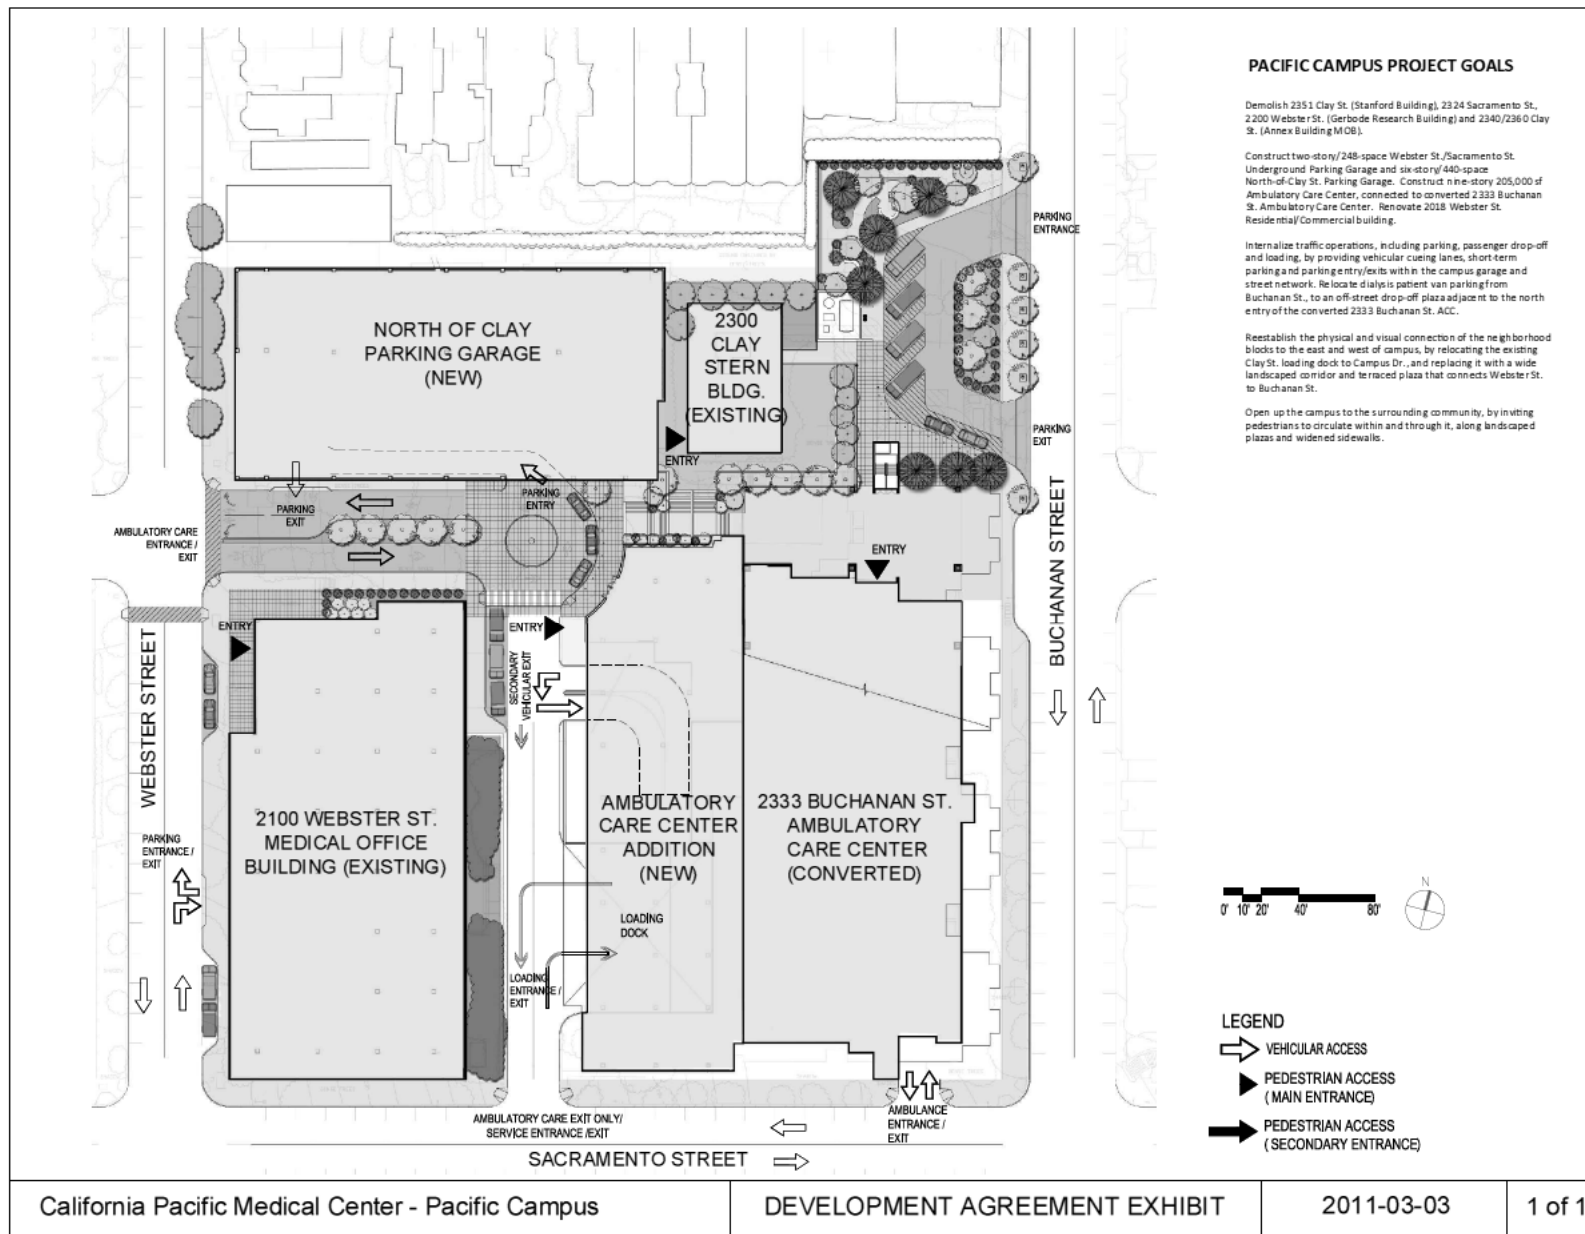 PACIFIC CAMPUS PROJECT GOALS
Demolish 2351 Clay St. (Stanford Building), 2324 Sacramento St.,
2200 Webster St. (Gerbode Research Building) and 2340/2360 Clay
St. (Annex Building MOB).
Construct two-story/248-space Webster St./Sacramento St.
Underground Parking Garage and six-story/440-space
North-of-Clay St. Parking Garage. Construct nine-story 205,000 sf
Ambulatory Care Center, connected to converted 2333 Buchanan
St. Ambulatory Care Center. Renovate 2018 Webster St.
Residential/Commercial building.
Internalize traffic operations, including parking, passenger drop-off
and loading, by providing vehicular cueing lanes, short-term
parking and parking entry/exits within the campus garage and
street network. Relocate dialysis patient van parking from
Buchanan St., to an off-street drop-off plaza adjacent to the north
entry of the converted 2333 Buchanan St. ACC.
Reestablish the physical and visual connection of the neighborhood
blocks to the east and west of campus, by relocating the existing
Clay St. loading dock to Campus Dr., and replacing it with a wide
landscaped corridor and terraced plaza that connects Webster St.
to Buchanan St.
Open up the campus to the surrounding community, by inviting
pedestrians to circulate within and through it, along landscaped
plazas and widened sidewalks.
PARKING
ENTRANCE
NORTH OF CLAY
PARKING GARAGE
(NEW)
2300
CLAY
STERN
BLDG.
(EXISTING)
PARKING
EXIT
ENTRY
PARKING
ENTRY
PARKING
EXIT
AMBULATORY CARE
ENTRANCE /
EXIT
ENTRY
BUCHANAN STREET
ENTRY
ENTRY
SECONDARY
VEHICULAR EXIT
WEBSTER STREET
2100 WEBSTER ST.
MEDICAL OFFICE
BUILDING (EXISTING)
AMBULATORY
CARE CENTER
ADDITION
(NEW)
2333 BUCHANAN ST.
AMBULATORY
CARE CENTER
(CONVERTED)
PARKING
ENTRANCE /
EXIT
LOADING
DOCK
LOADING
ENTRANCE /
EXIT
N
0' 10' 20' 40' 80'
LEGEND
VEHICULAR ACCESS
PEDESTRIAN ACCESS
( MAIN ENTRANCE)
PEDESTRIAN ACCESS
( SECONDARY ENTRANCE)
AMBULATORY CARE EXIT ONLY/
SERVICE ENTRANCE /EXIT
AMBULANCE
ENTRANCE /
EXIT
SACRAMENTO STREET
California Pacific Medical Center - Pacific Campus
DEVELOPMENT AGREEMENT EXHIBIT
2011-03-03
1 of 1